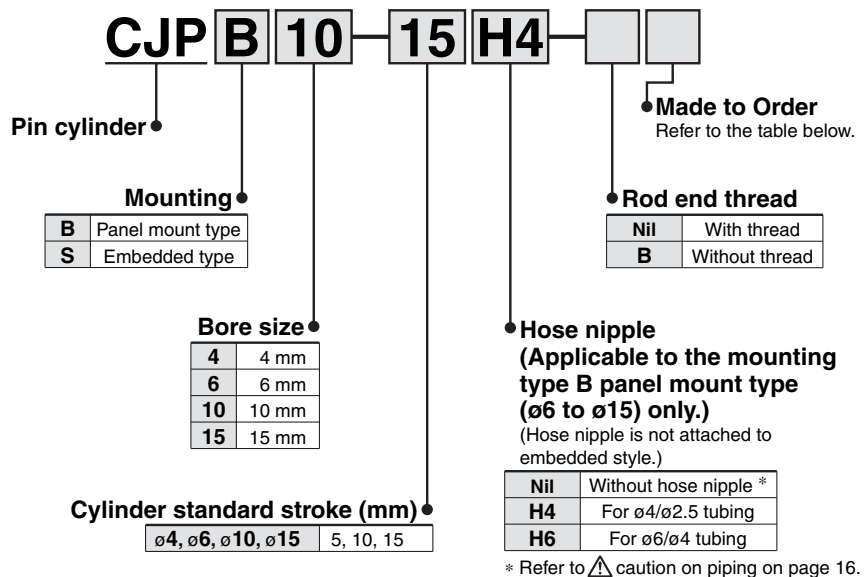 CJP B 10 — 15 H4 —
Pin cylinder
Made to Order
Refer to the table below.
Mounting
B Panel mount type
S Embedded type
Rod end thread
Nil With thread
B Without thread
Bore size
4 4 mm
6 6 mm
10 10 mm
15 15 mm
Hose nipple
(Applicable to the mounting
type B panel mount type
(ø6 to ø15) only.)
(Hose nipple is not attached to
embedded style.)
Nil Without hose nipple *
H4 For ø4/ø2.5 tubing
H6 For ø6/ø4 tubing
* Refer to ⚠ caution on piping on page 16.
Cylinder standard stroke (mm)
ø4, ø6, ø10, ø15 5, 10, 15